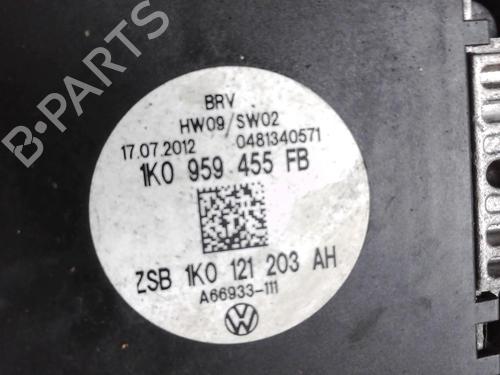 BRV
HW09/SW02
17.07.2012 0481340571
1K0 959 455 FB
ZSB 1K0 121 203 AH
A66933-111
B-PARTS